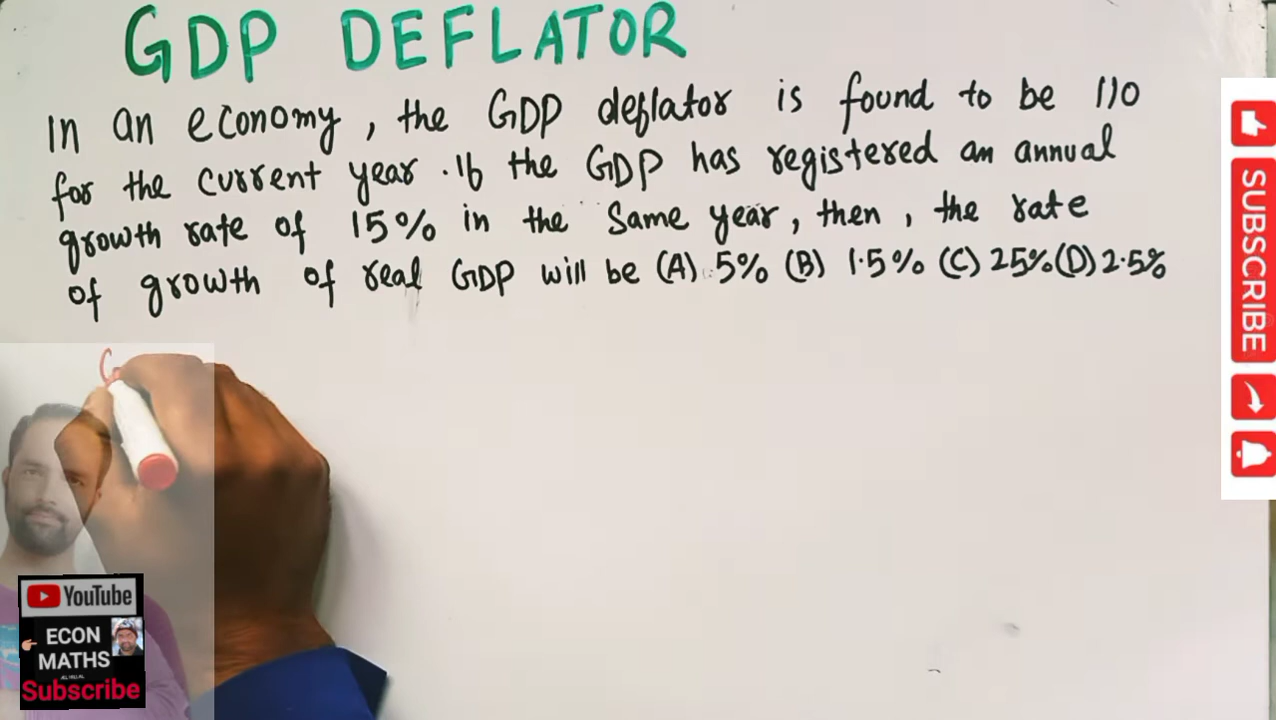 GDP DEFLATOR
In an economy, the GDP deflator is found to be 110
for the current year. If the GDP has registered an annual
growth rate of 15% in the same year, then, the rate
of growth of real GDP will be (A) 5% (B) 1.5% (C) 25% (D) 2.5%
SUBSCRIBE
YouTube
ECON
MATHS
Subscribe